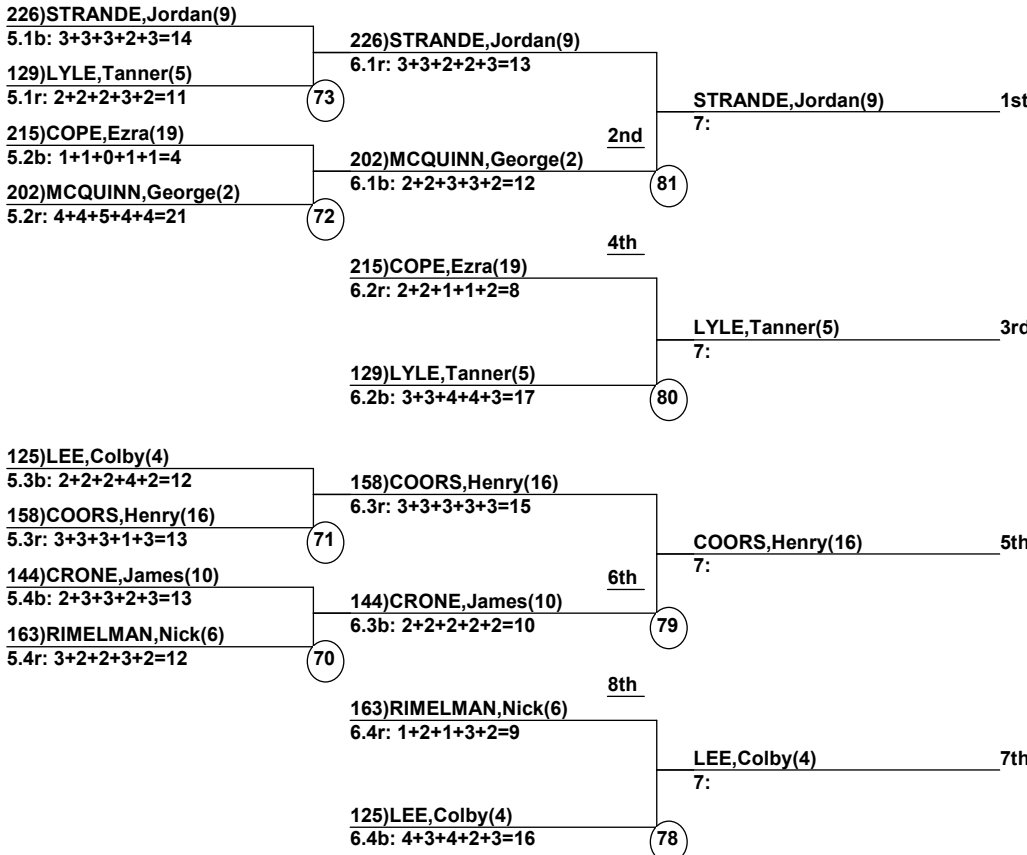 226)STRANDE,Jordan(9)
5.1b: 3+3+3+2+3=14
129)LYLE,Tanner(5)
5.1r: 2+2+2+3+2=11
73
215)COPE,Ezra(19)
5.2b: 1+1+0+1+1=4
202)MCQUINN,George(2)
5.2r: 4+4+5+4+4=21
72
226)STRANDE,Jordan(9)
6.1r: 3+3+2+2+3=13
202)MCQUINN,George(2)
6.1b: 2+2+3+3+2=12
2nd
81
STRANDE,Jordan(9)
7:
1st
4th
215)COPE,Ezra(19)
6.2r: 2+2+1+1+2=8
129)LYLE,Tanner(5)
6.2b: 3+3+4+4+3=17
80
LYLE,Tanner(5)
7:
3rd
125)LEE,Colby(4)
5.3b: 2+2+2+4+2=12
158)COORS,Henry(16)
5.3r: 3+3+3+1+3=13
71
144)CRONE,James(10)
5.4b: 2+3+3+2+3=13
163)RIMELMAN,Nick(6)
5.4r: 3+2+2+3+2=12
70
158)COORS,Henry(16)
6.3r: 3+3+3+3+3=15
144)CRONE,James(10)
6.3b: 2+2+2+2+2=10
6th
79
COORS,Henry(16)
7:
5th
8th
163)RIMELMAN,Nick(6)
6.4r: 1+2+1+3+2=9
125)LEE,Colby(4)
6.4b: 4+3+4+2+3=16
78
LEE,Colby(4)
7:
7th